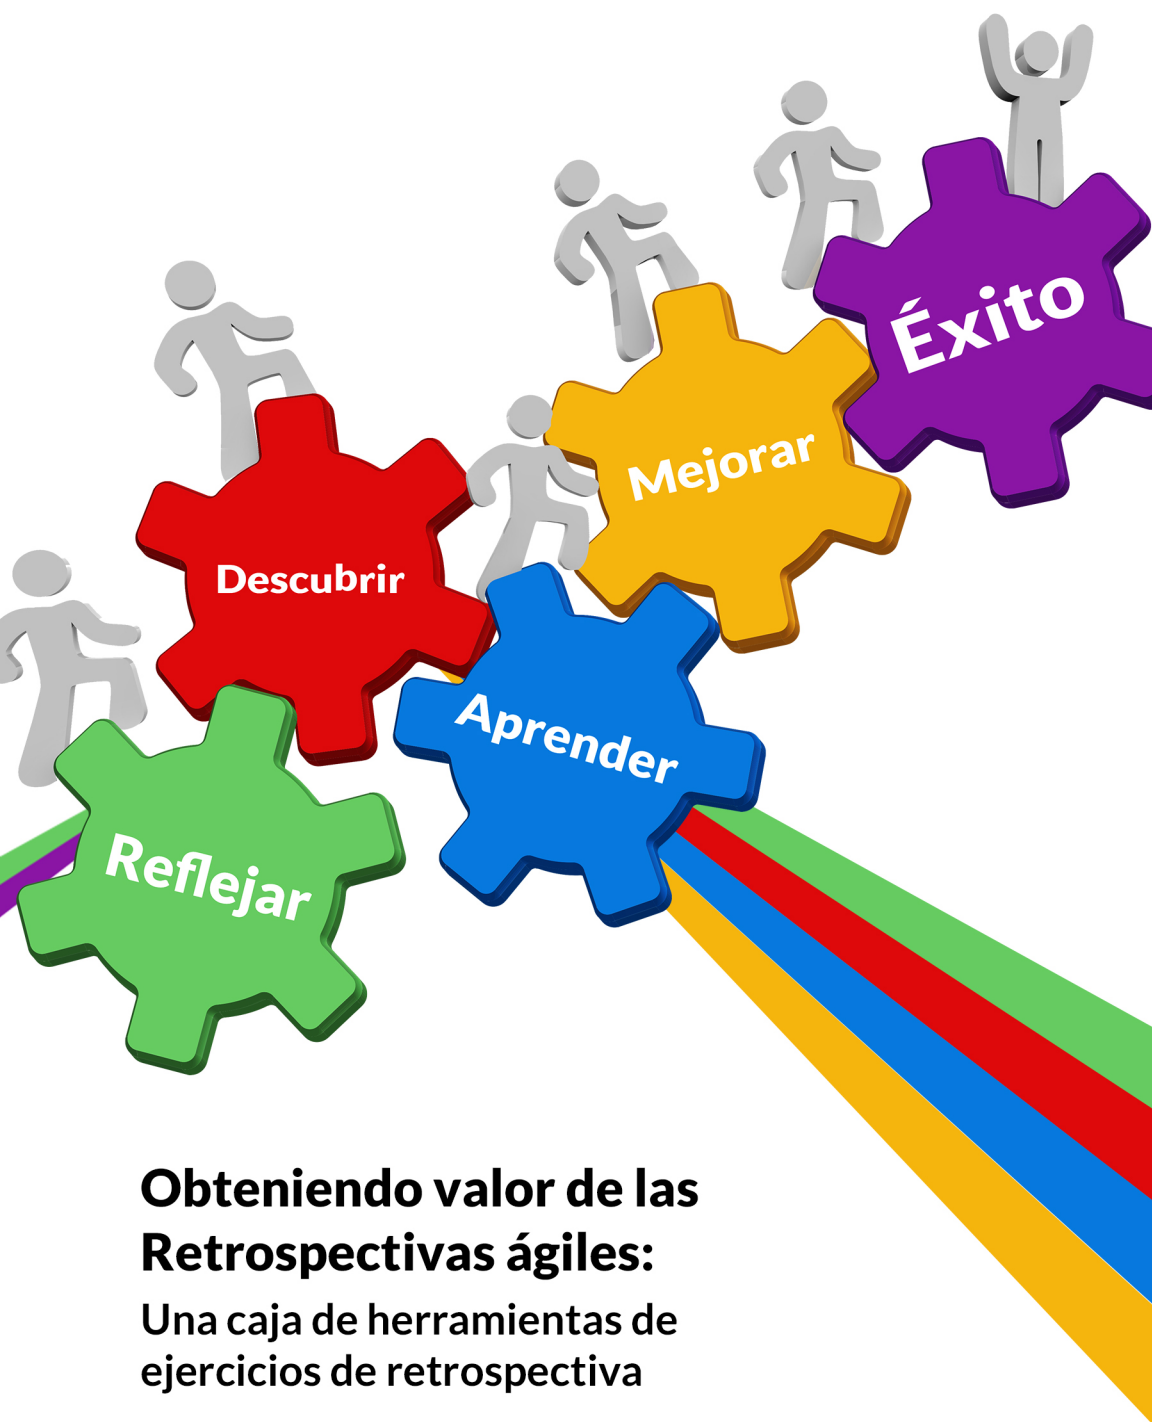 Éxito
Mejorar
Descubrir
Aprender
Reflejar
Obteniendo valor de las
Retrospectivas ágiles:
Una caja de herramientas de
ejercicios de retrospectiva